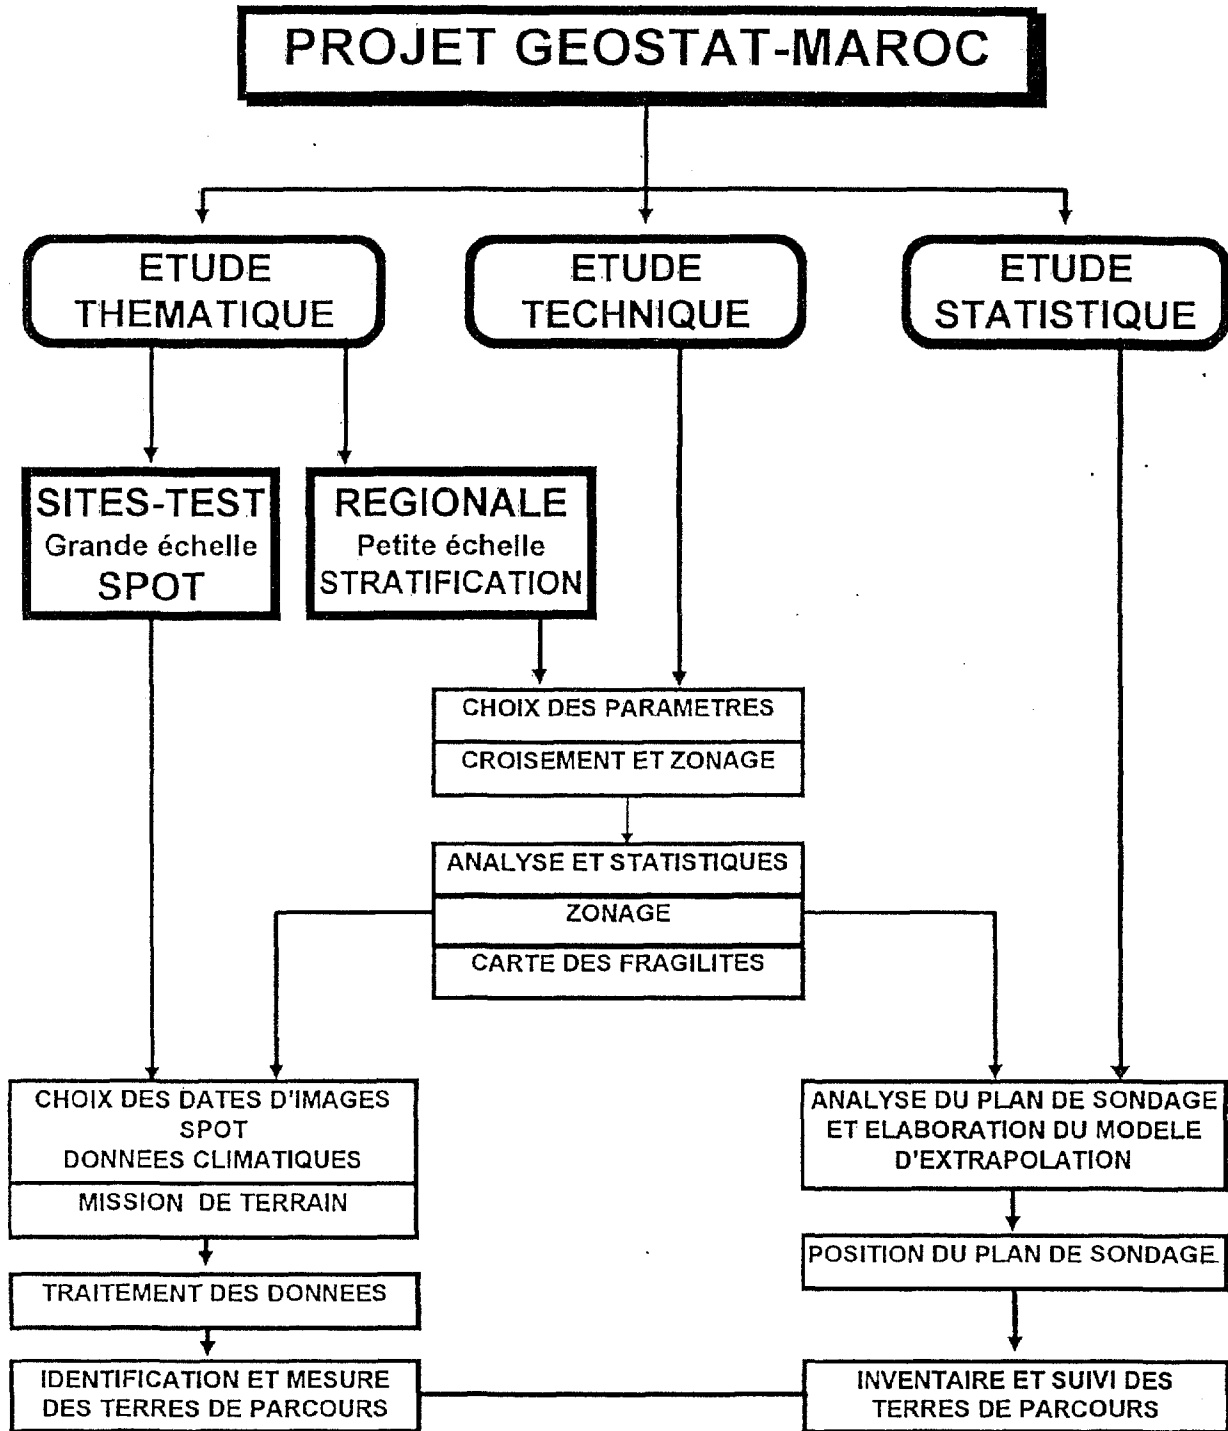 PROJET GEOSTAT-MAROC
ETUDE
THEMATIQUE
ETUDE
TECHNIQUE
ETUDE
STATISTIQUE
SITES-TEST
Grande échelle
SPOT
REGIONALE
Petite échelle
STRATIFICATION
CHOIX DES PARAMETRES
CROISEMENT ET ZONAGE
ANALYSE ET STATISTIQUES
ZONAGE
CARTE DES FRAGILITES
CHOIX DES DATES D'IMAGES
SPOT
DONNEES CLIMATIQUES
MISSION DE TERRAIN
TRAITEMENT DES DONNEES
IDENTIFICATION ET MESURE
DES TERRES DE PARCOURS
ANALYSE DU PLAN DE SONDAGE
ET ELABORATION DU MODELE
D'EXTRAPOLATION
POSITION DU PLAN DE SONDAGE
INVENTAIRE ET SUIVI DES
TERRES DE PARCOURS